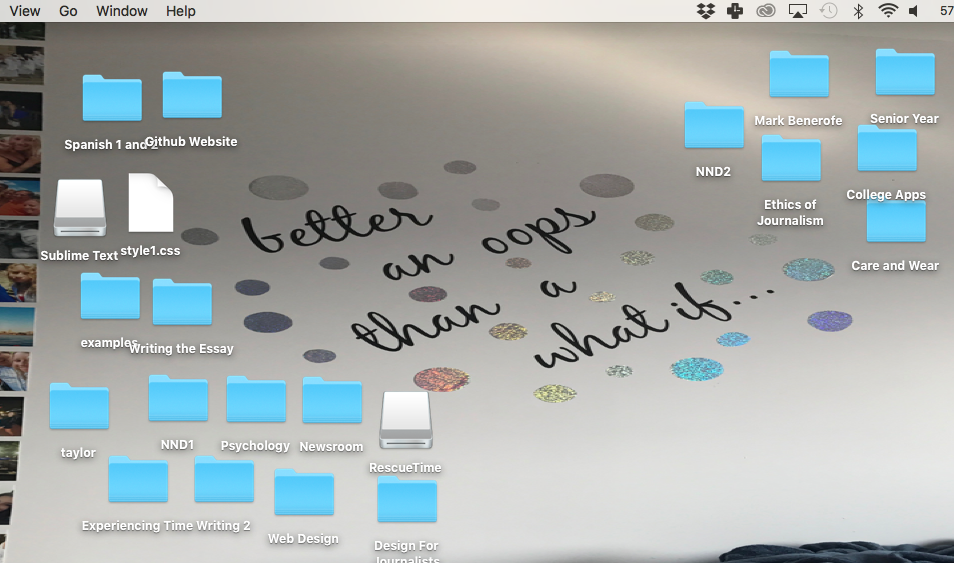 View Go Window Help 57
Spanish 1 and 2
Github Website
Mark Benerofe
Senior Year
NND2
College Apps
Ethics of
Journalism
Sublime Text
style1.css
Care and Wear
better
an oops
than a
what if...
examples
Writing the Essay
taylor
NND1
Psychology
Newsroom
RescueTime
Experiencing Time
Writing 2
Web Design
Design For
Journalists